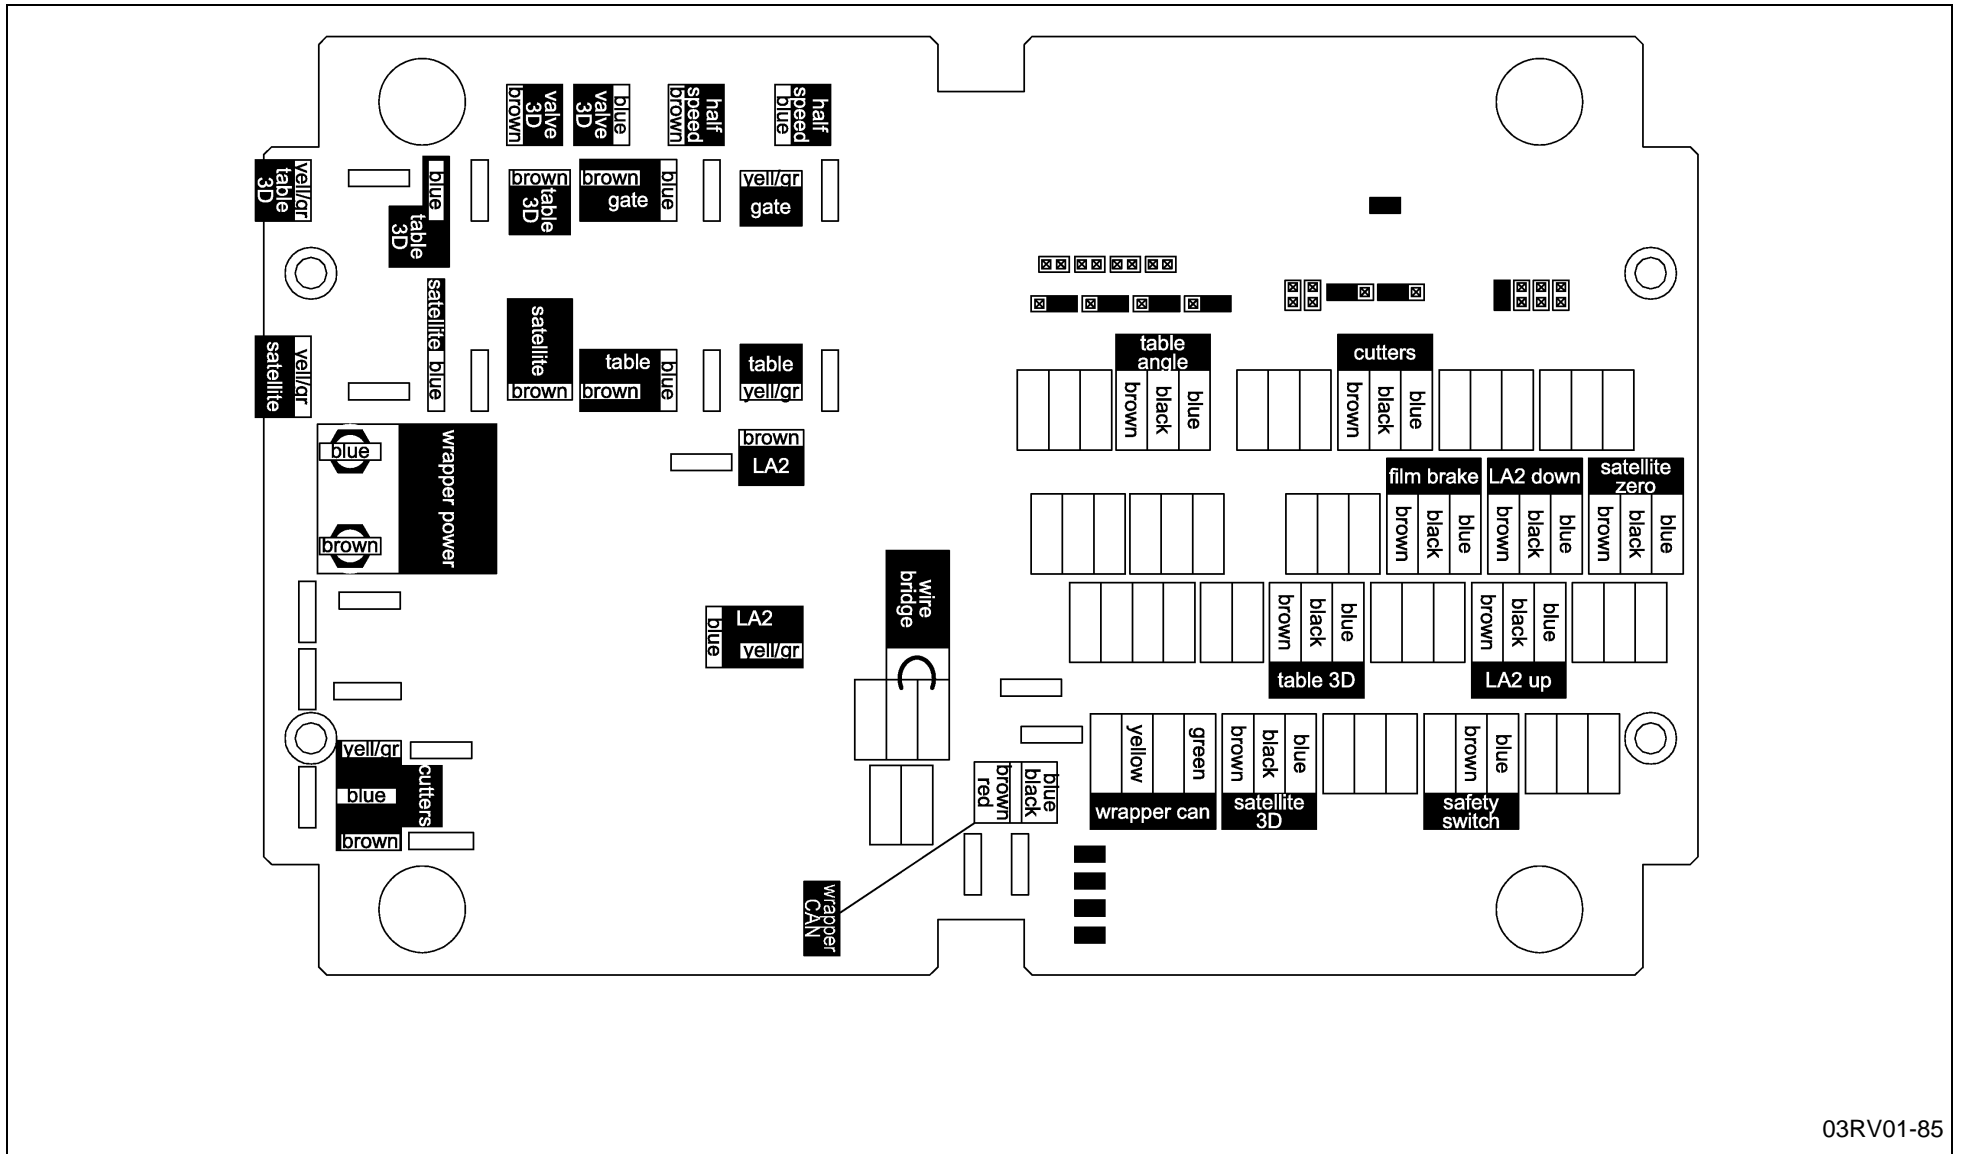 valve
3D
brown
valve
3D
blue
half
speed
brown
half
speed
blue
yell/gr
table
3D
blue
table
3D
brown
table
3D
brown
gate
blue
yell/gr
gate
satellite blue
satellite
brown
table
brown
blue
table
yell/gr
yell/gr
satellite
blue
brown
wrapper power
brown
LA2
LA2
blue
yell/gr
wire
bridge
yell/gr
blue
brown
cutters
blue
black
brown
red
wrapper
CAN
table
angle
brown
black
blue
cutters
brown
black
blue
film brake
brown
black
blue
LA2 down
brown
black
blue
satellite
zero
brown
black
blue
brown
black
blue
table 3D
brown
black
blue
LA2 up
yellow
green
wrapper can
brown
black
blue
satellite
3D
brown
blue
safety
switch
03RV01-85